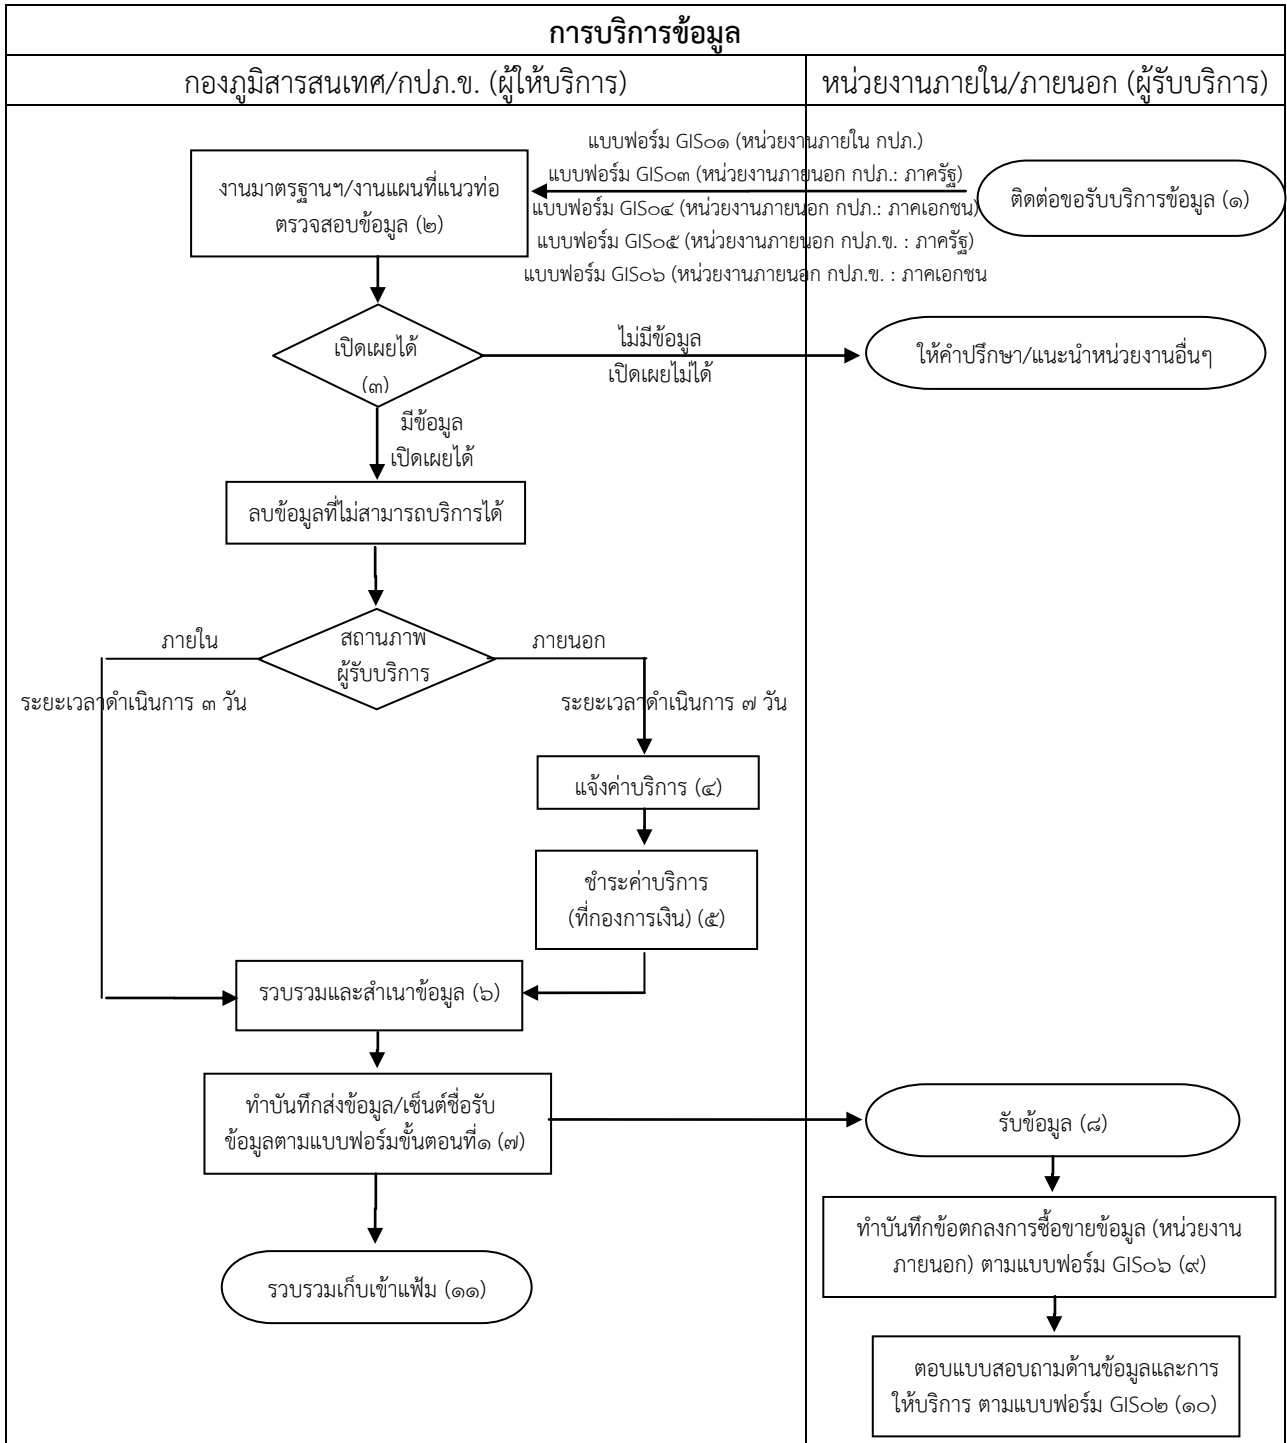 การบริการข้อมูล
กองภูมิสารสนเทศ/กปภ.ข. (ผู้ให้บริการ)
หน่วยงานภายใน/ภายนอก (ผู้รับบริการ)
แบบฟอร์ม GIS๐๑ (หน่วยงานภายใน กปภ.)
แบบฟอร์ม GIS๐๓ (หน่วยงานภายนอก กปภ.: ภาครัฐ)
แบบฟอร์ม GIS๐๔ (หน่วยงานภายนอก กปภ.: ภาคเอกชน)
แบบฟอร์ม GIS๐๕ (หน่วยงานภายนอก กปภ.ข. : ภาครัฐ)
แบบฟอร์ม GIS๐๖ (หน่วยงานภายนอก กปภ.ข. : ภาคเอกชน
ติดต่อขอรับบริการข้อมูล (๑)
งานมาตรฐานฯ/งานแผนที่แนวท่อ
ตรวจสอบข้อมูล (๒)
เปิดเผยได้
(๓)
ไม่มีข้อมูล
เปิดเผยไม่ได้
ให้คำปรึกษา/แนะนำหน่วยงานอื่นๆ
มีข้อมูล
เปิดเผยได้
ลบข้อมูลที่ไม่สามารถบริการได้
สถานภาพ
ผู้รับบริการ
ภายใน
ระยะเวลาดำเนินการ ๓ วัน
ภายนอก
ระยะเวลาดำเนินการ ๗ วัน
แจ้งค่าบริการ (๔)
ชำระค่าบริการ
(ที่กองการเงิน) (๕)
รวบรวมและสำเนาข้อมูล (๖)
ทำบันทึกส่งข้อมูล/เซ็นต์ชื่อรับ
ข้อมูลตามแบบฟอร์มขั้นตอนที่๑ (๗)
รับข้อมูล (๘)
ทำบันทึกข้อตกลงการซื้อขายข้อมูล (หน่วยงาน
ภายนอก) ตามแบบฟอร์ม GIS๐๖ (๙)
รวบรวมเก็บเข้าแฟ้ม (๑๑)
ตอบแบบสอบถามด้านข้อมูลและการ
ให้บริการ ตามแบบฟอร์ม GIS๐๒ (๑๐)